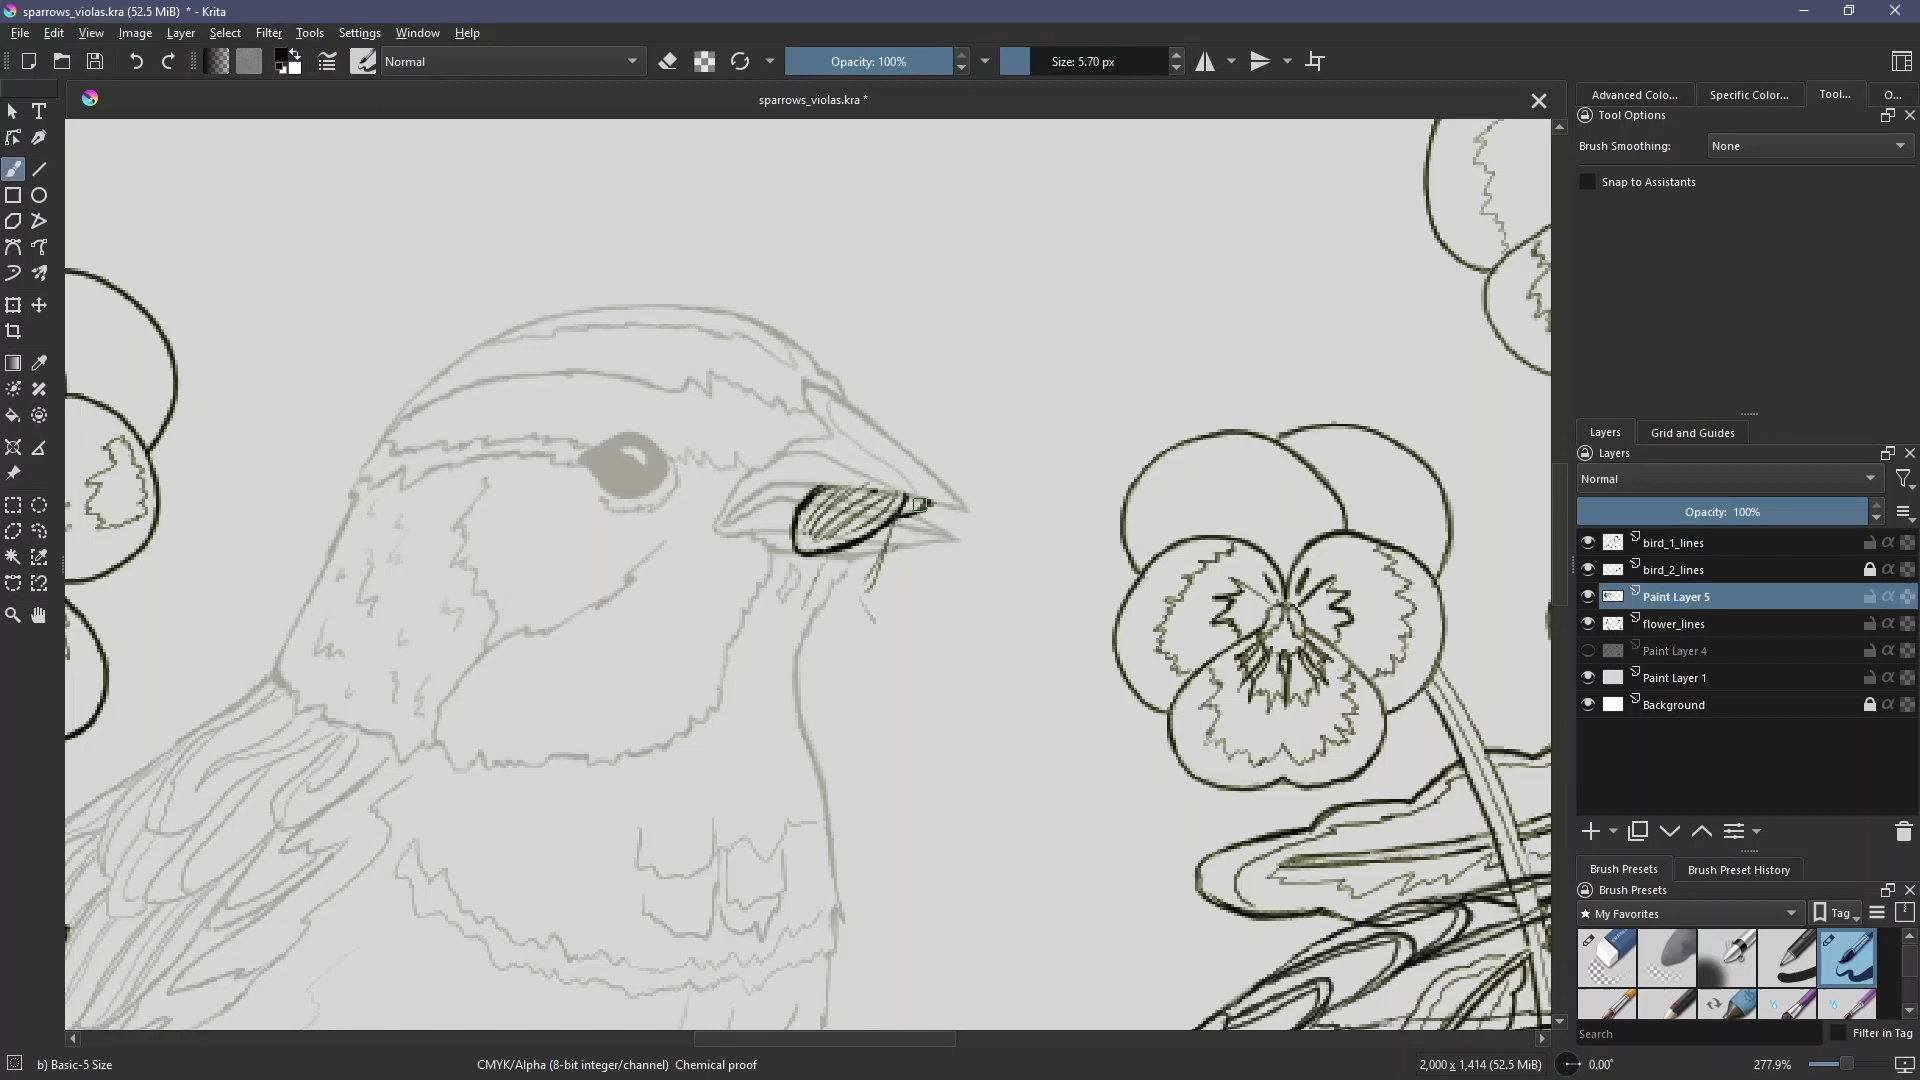 sparrows_violas.kra (52.5 MiB)  * - Krita
File Edit View Image Layer Select Filter Tools Settings Window Help
Normal Opacity: 100% Size: 5.70 px
sparrows_violas.kra *
Advanced Colo... Specific Color... Tool... O...
Tool Options
Brush Smoothing: None
Snap to Assistants
Layers Grid and Guides
Layers
Normal
Opacity:  100%
bird_1_lines
bird_2_lines
Paint Layer 5
flower_lines
Paint Layer 4
Paint Layer 1
Background
Brush Presets Brush Preset History
Brush Presets
★ My Favorites Tag
Search Filter in Tag
b) Basic-5 Size CMYK/Alpha (8-bit integer/channel)  Chemical proof 2,000 x 1,414 (52.5 MiB) 0.00° 277.9%